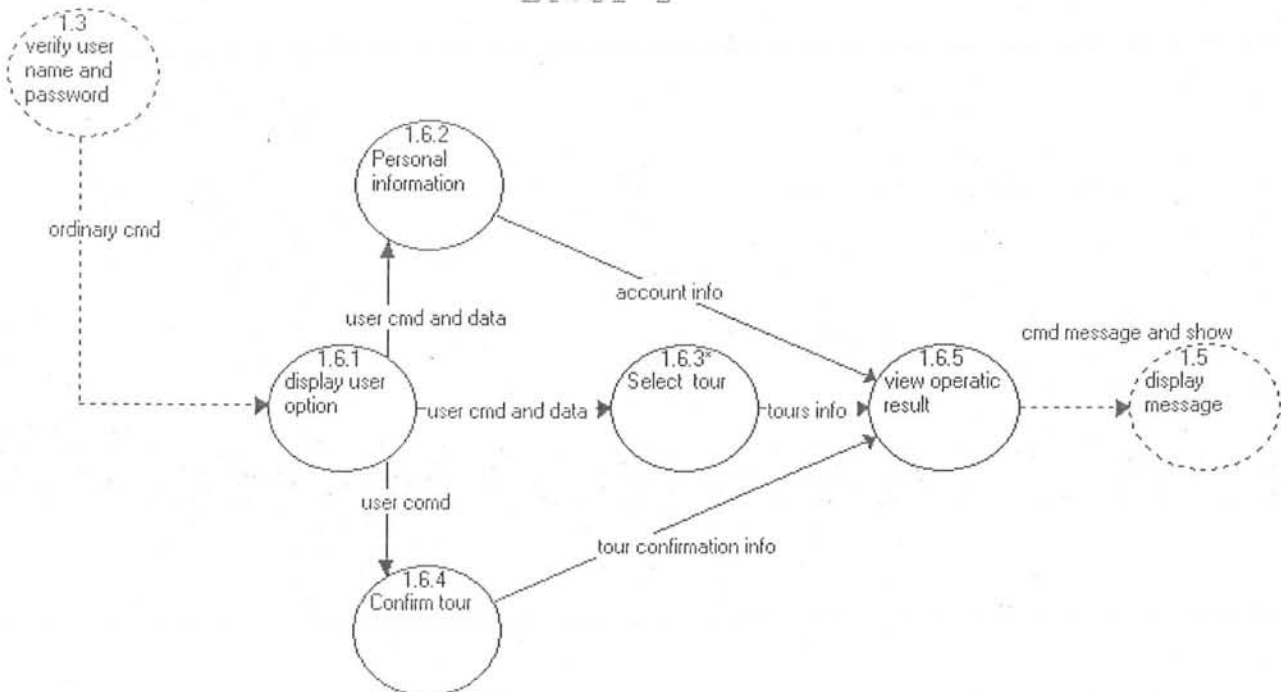 1.3
verify user
name and
password
1.6.2
Personal
information
ordinary cmd
account info
user cmd and data
cmd message and show
1.6.1
display user
option
1.6.3*
Select tour
1.6.5
view operatic
result
1.5
display
message
user cmd and data
tours info
user comd
tour confirmation info
1.6.4
Confirm tour